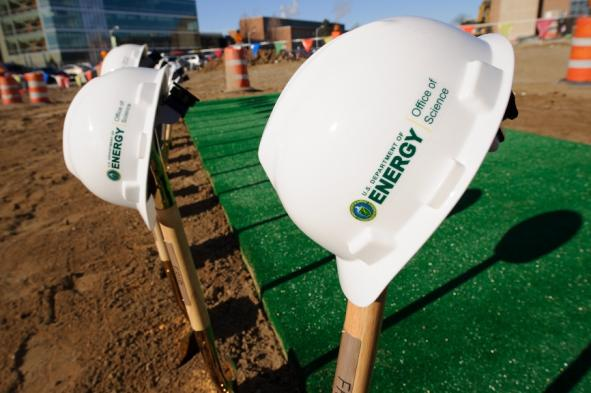 U.S. DEPARTMENT OF
ENERGY
Office of
Science
U.S. DEPARTMENT OF
ENERGY
Office of
Science